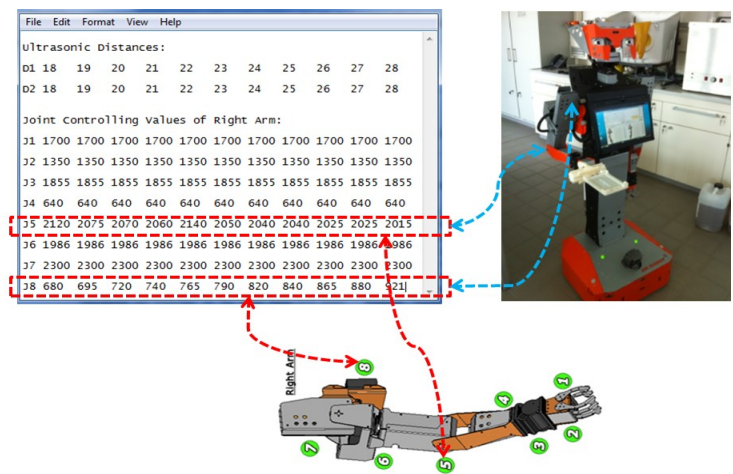 File Edit Format View Help
Ultrasonic Distances:
D1 18 19 20 21 22 23 24 25 26 27 28
D2 18 19 20 21 22 23 24 25 26 27 28
Joint Controlling Values of Right Arm:
J1 1700 1700 1700 1700 1700 1700 1700 1700 1700 1700 1700
J2 1350 1350 1350 1350 1350 1350 1350 1350 1350 1350 1350
J3 1855 1855 1855 1855 1855 1855 1855 1855 1855 1855 1855
J4 640 640 640 640 640 640 640 640 640 640 640
J5 2120 2075 2070 2060 2140 2050 2040 2040 2025 2025 2015
J6 1986 1986 1986 1986 1986 1986 1986 1986 1986 1986 1986
J7 2300 2300 2300 2300 2300 2300 2300 2300 2300 2300 2300
J8 680 695 720 740 765 790 820 840 865 880 921
Right Arm
8
1
4
7
6
5
3
2